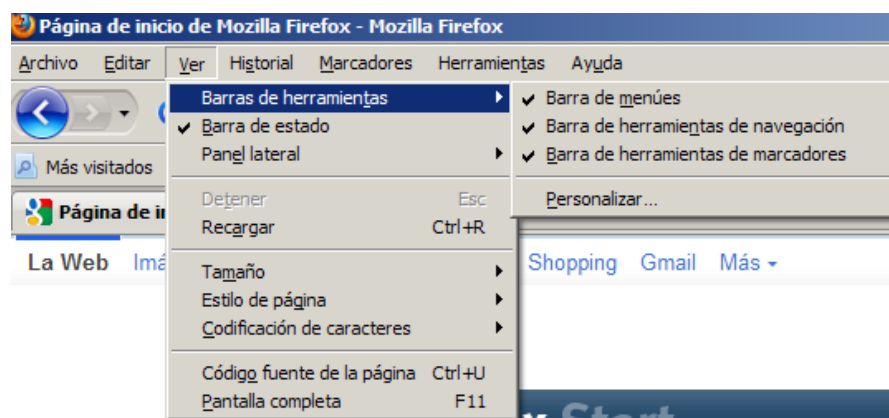 Página de inicio de Mozilla Firefox - Mozilla Firefox
Archivo Editar Ver Historial Marcadores Herramientas Ayuda
Barras de herramientas
Barra de menúes
Barra de estado
Barra de herramientas de navegación
Más visitados
Panel lateral
Barra de herramientas de marcadores
Página de in
Detener Esc
Personalizar...
Recargar Ctrl+R
La Web Imá
Shopping Gmail Más
Tamaño
Estilo de página
Codificación de caracteres
Código fuente de la página Ctrl+U
Pantalla completa F11
x Start